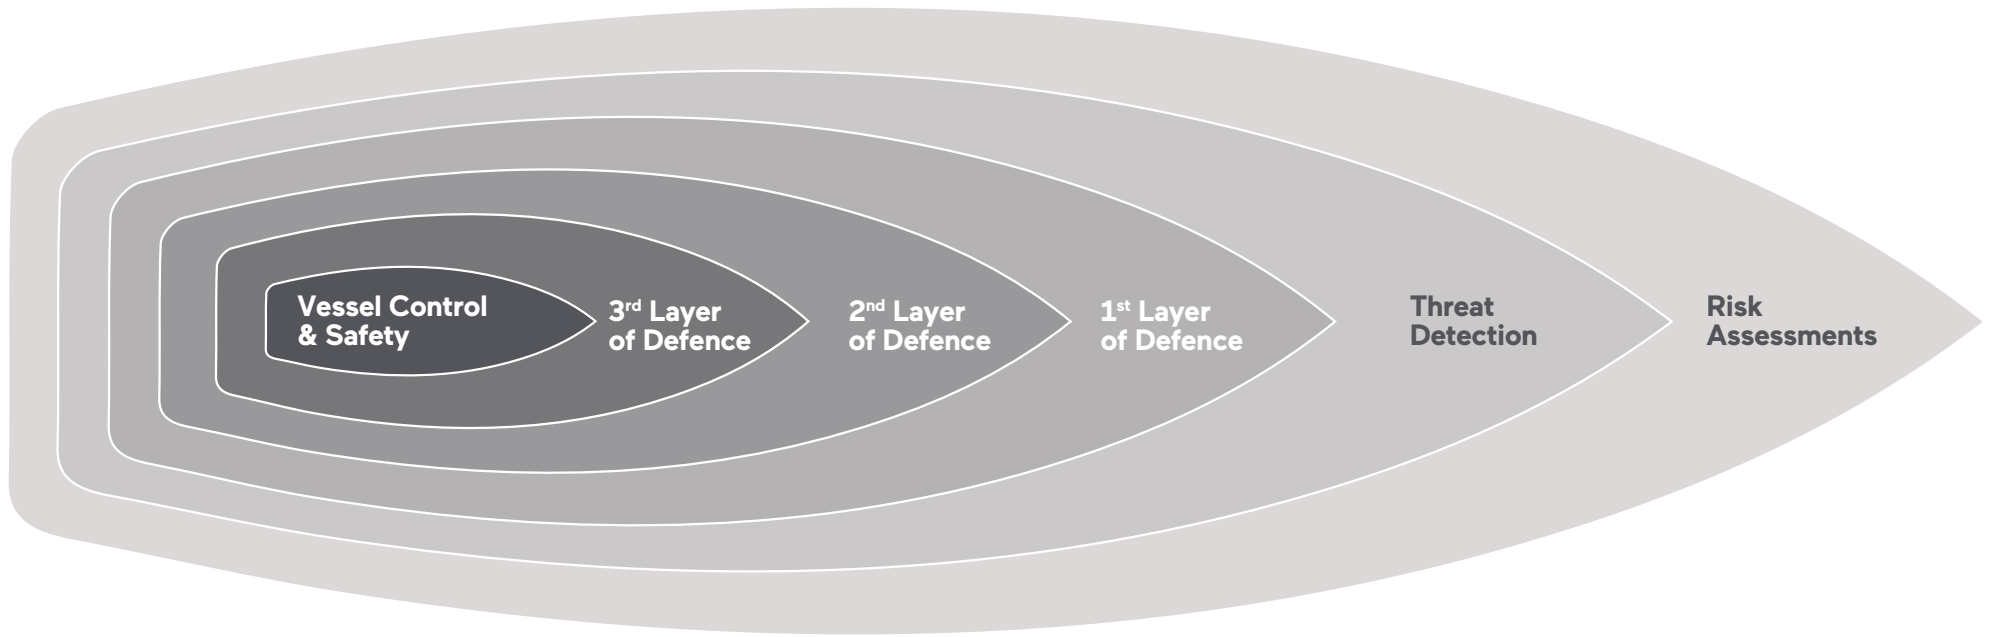 Vessel Control
& Safety
3rd Layer
of Defence
2nd Layer
of Defence
1st Layer
of Defence
Threat
Detection
Risk
Assessments